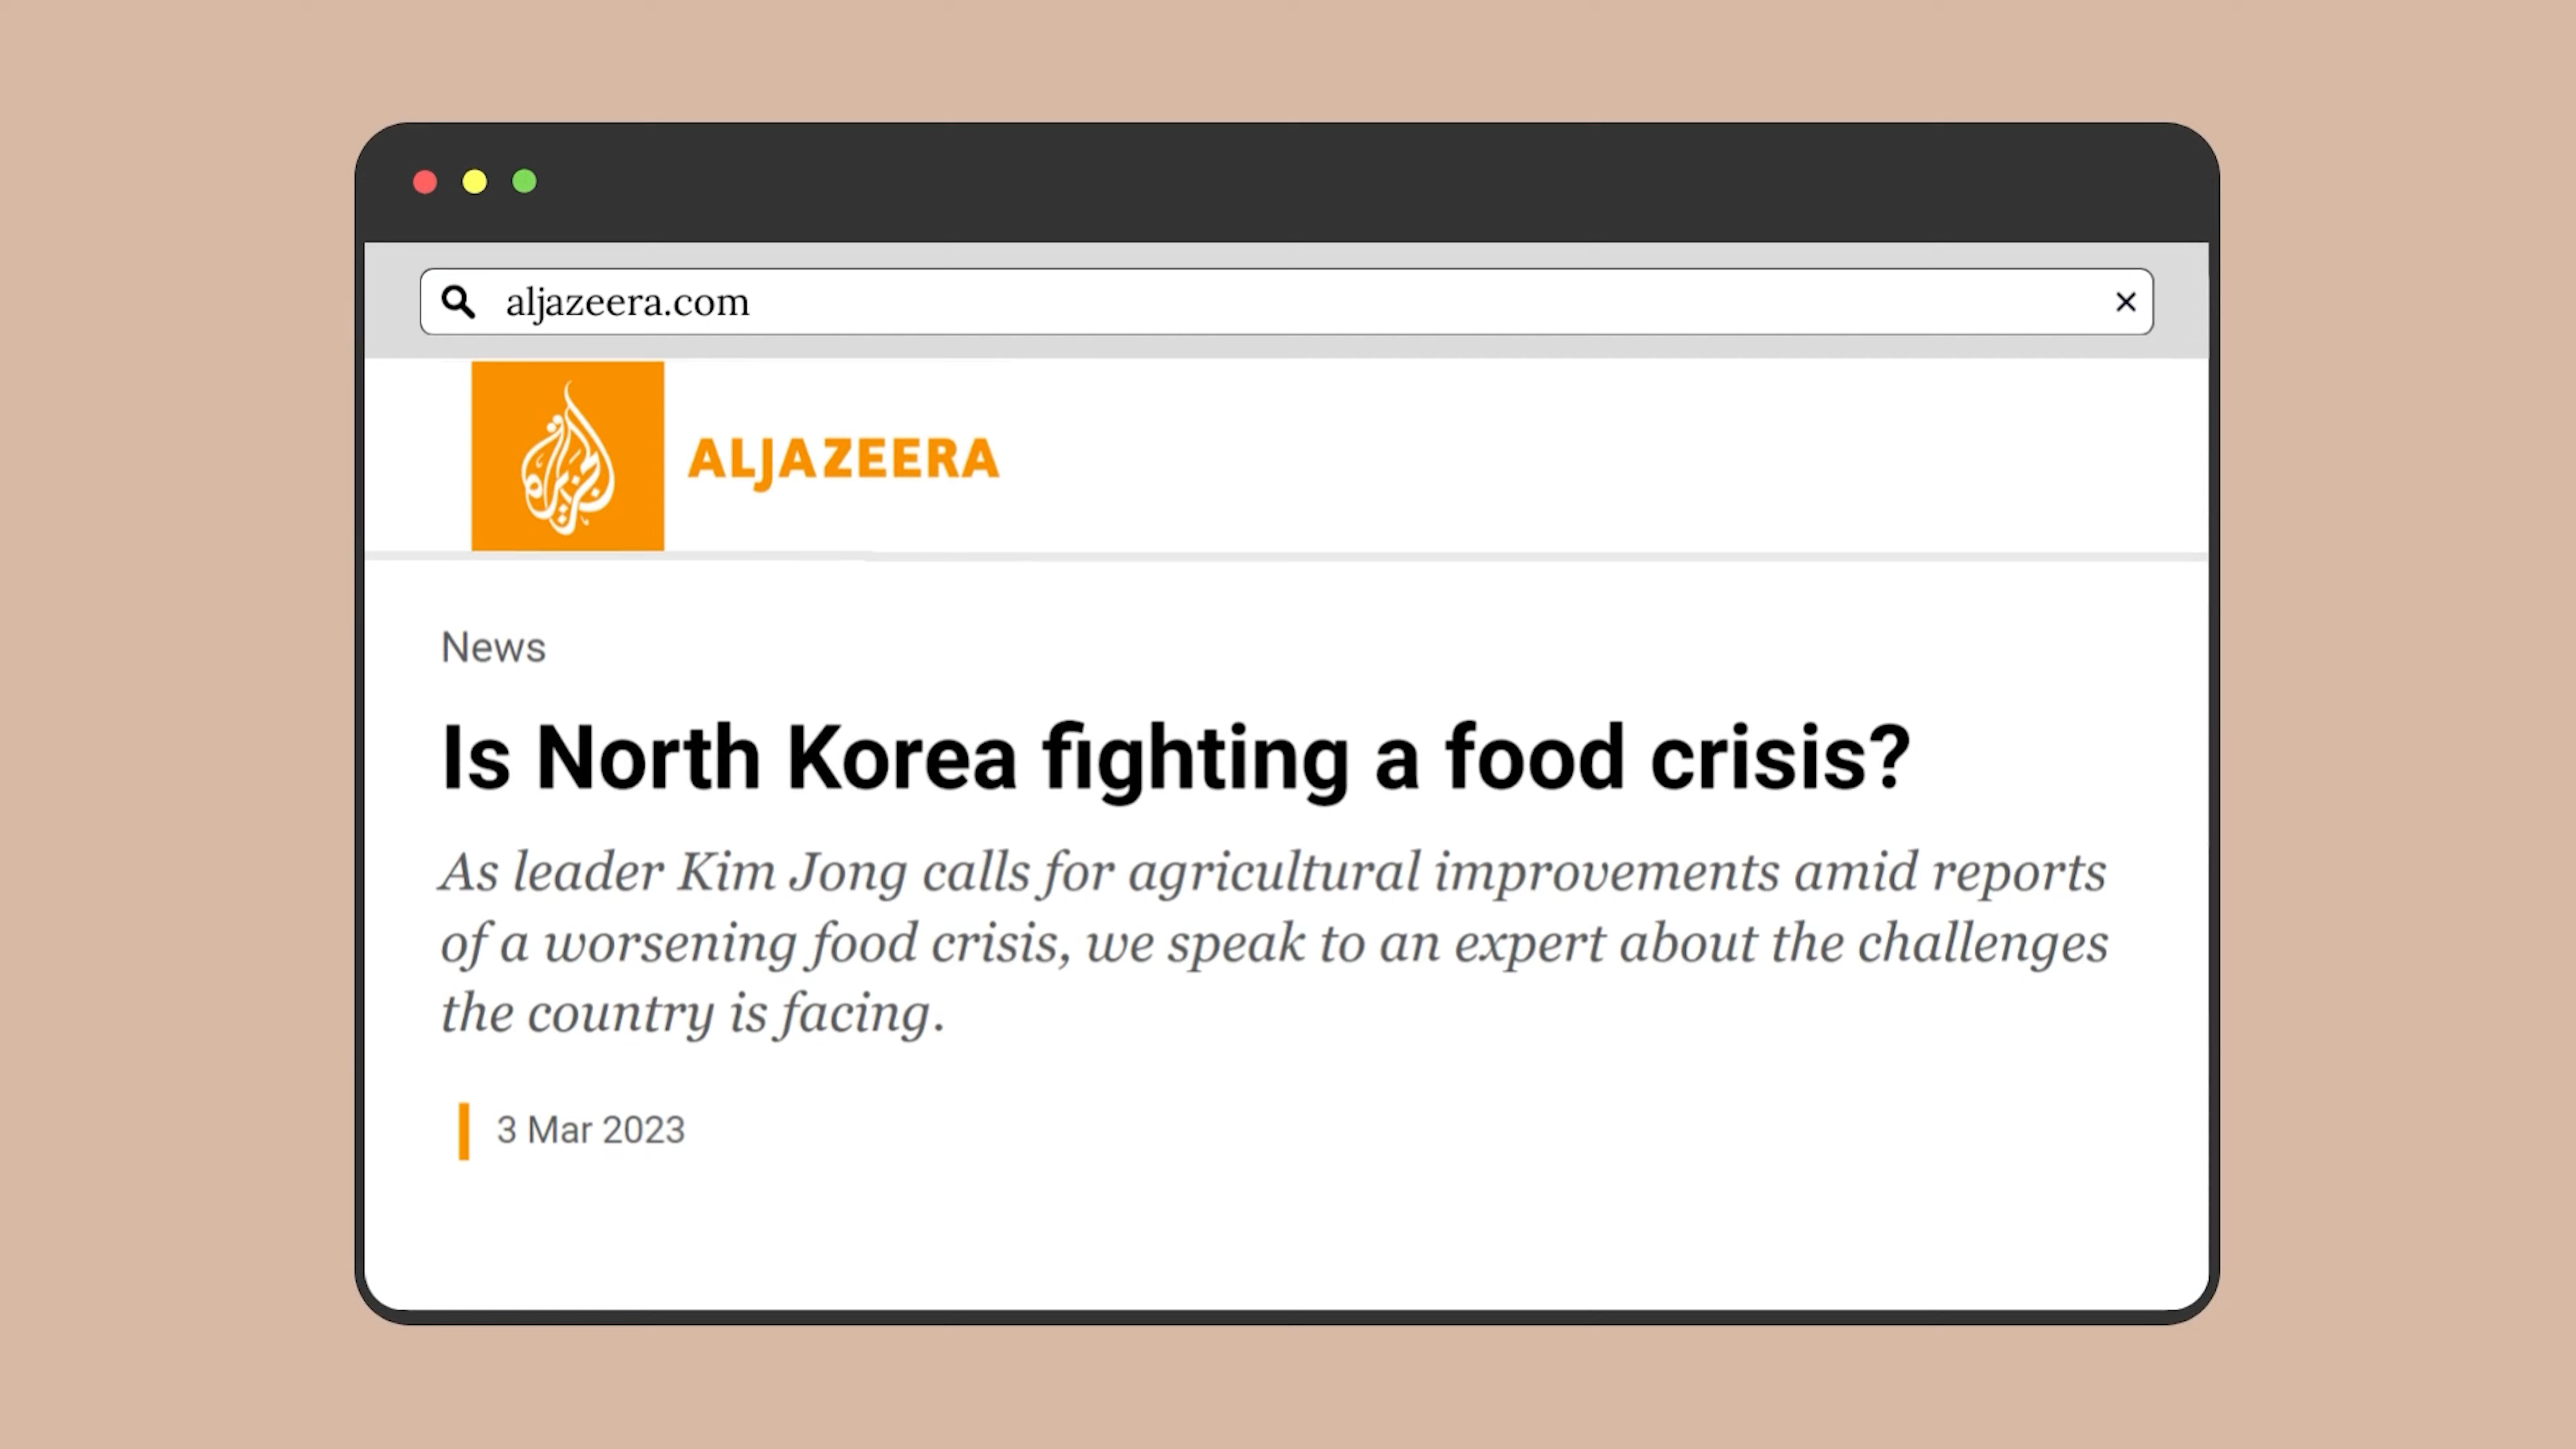 aljazeera.com
الجزيرة
ALJAZEERA
News
Is North Korea fighting a food crisis?
As leader Kim Jong calls for agricultural improvements amid reports
of a worsening food crisis, we speak to an expert about the challenges
the country is facing.
3 Mar 2023